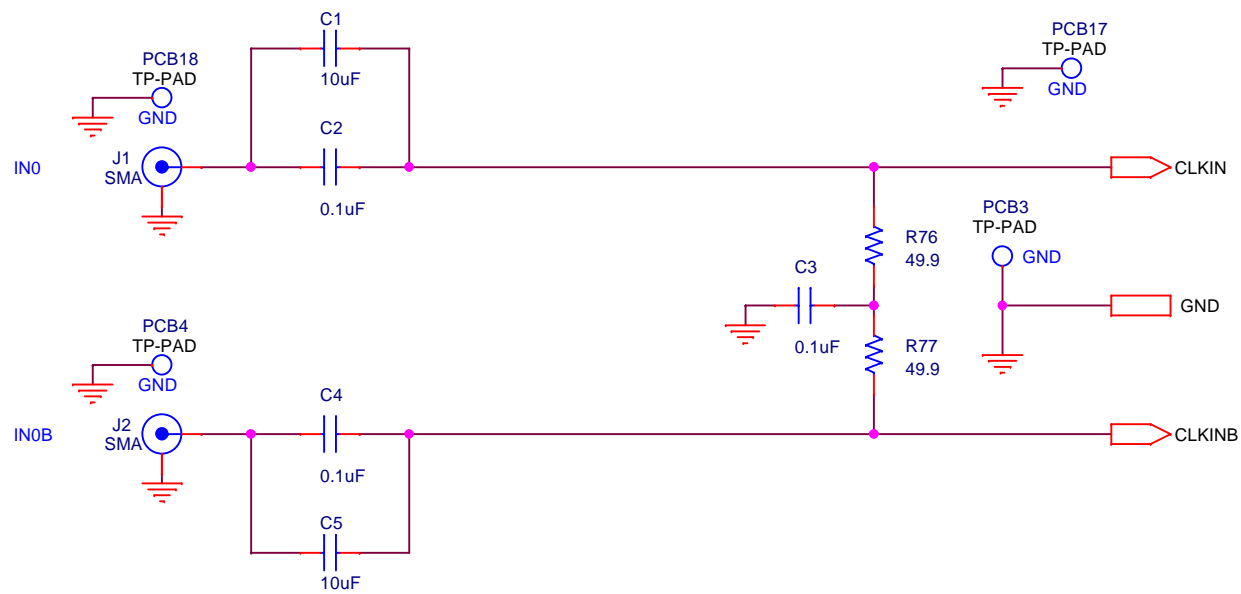 C1
10uF
PCB18
TP-PAD
GND
PCB17
TP-PAD
GND
C2
0.1uF
IN0
J1
SMA
CLKIN
R76
49.9
PCB3
TP-PAD
GND
GND
C3
0.1uF
R77
49.9
PCB4
TP-PAD
GND
IN0B
J2
SMA
C4
0.1uF
CLKINB
C5
10uF